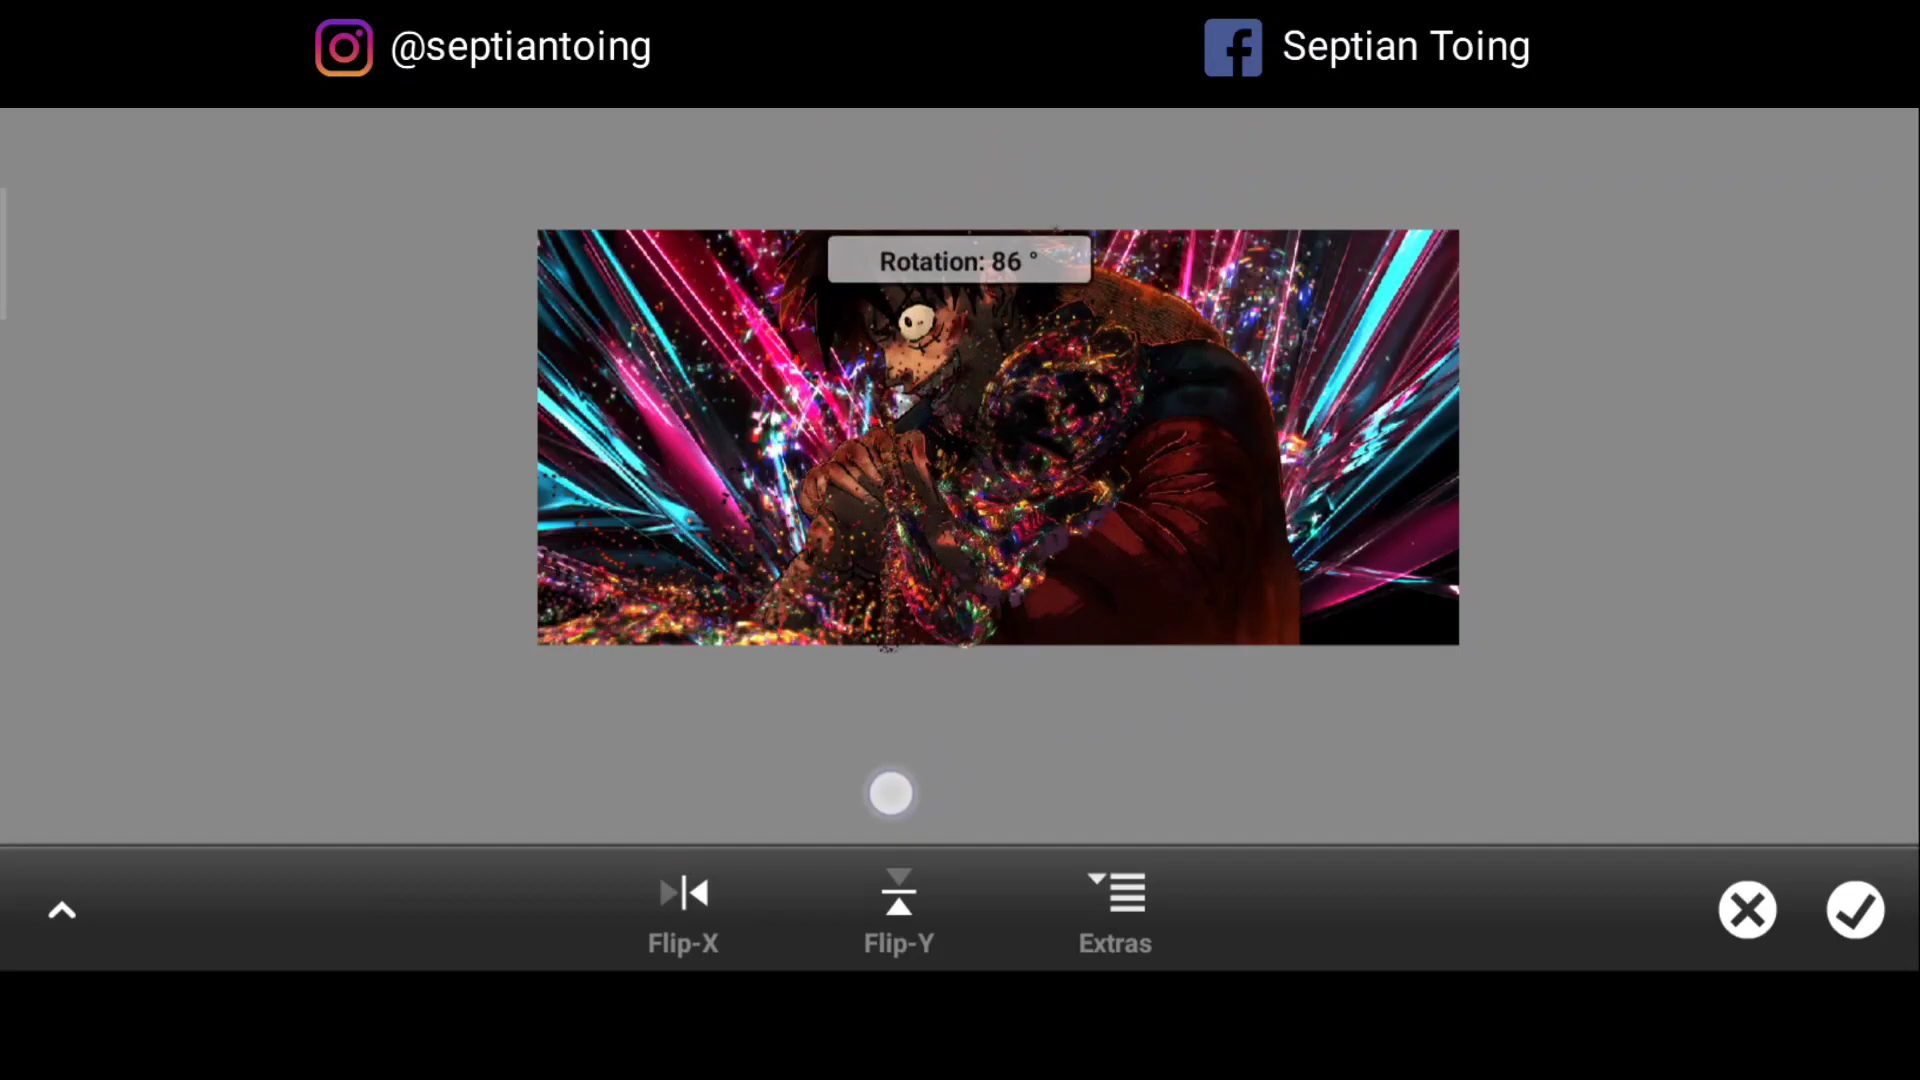 @septiantoing
Septian Toing
Rotation: 86 °
Flip-X
Flip-Y
Extras